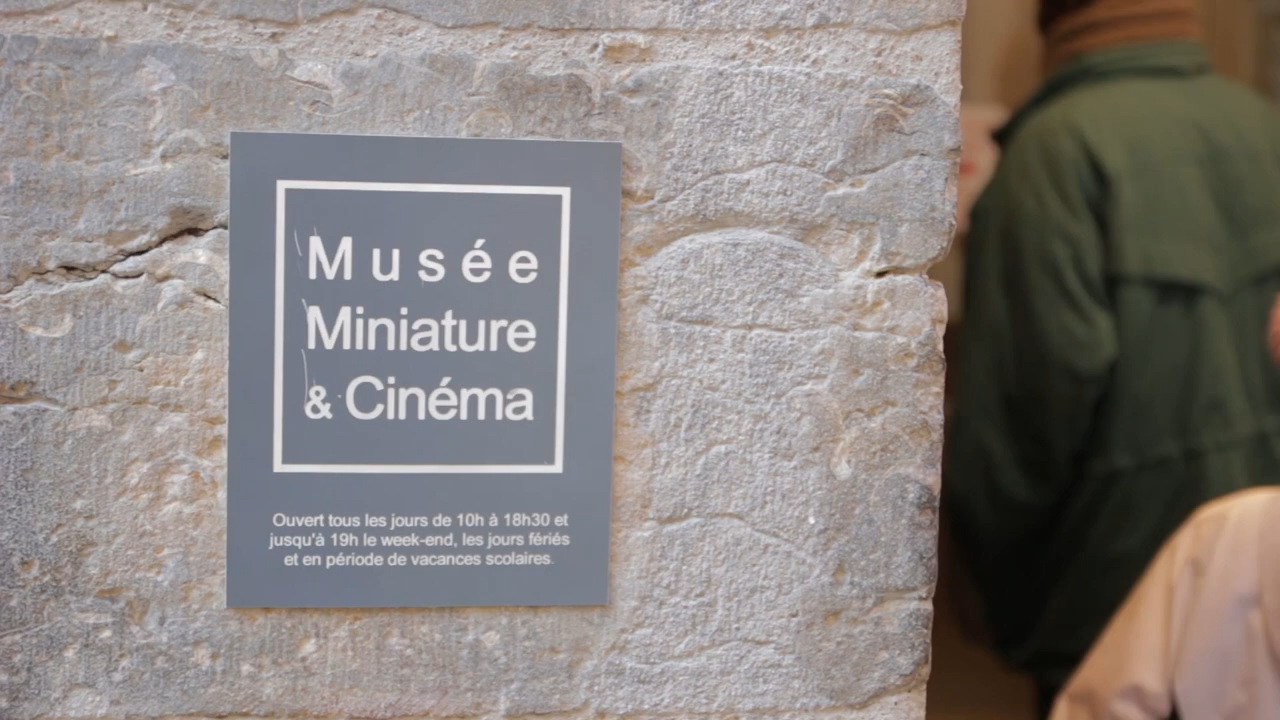 Musée
Miniature
& Cinéma
Ouvert tous les jours de 10h à 18h30 et
jusqu'à 19h le week-end, les jours fériés
et en période de vacances scolaires.